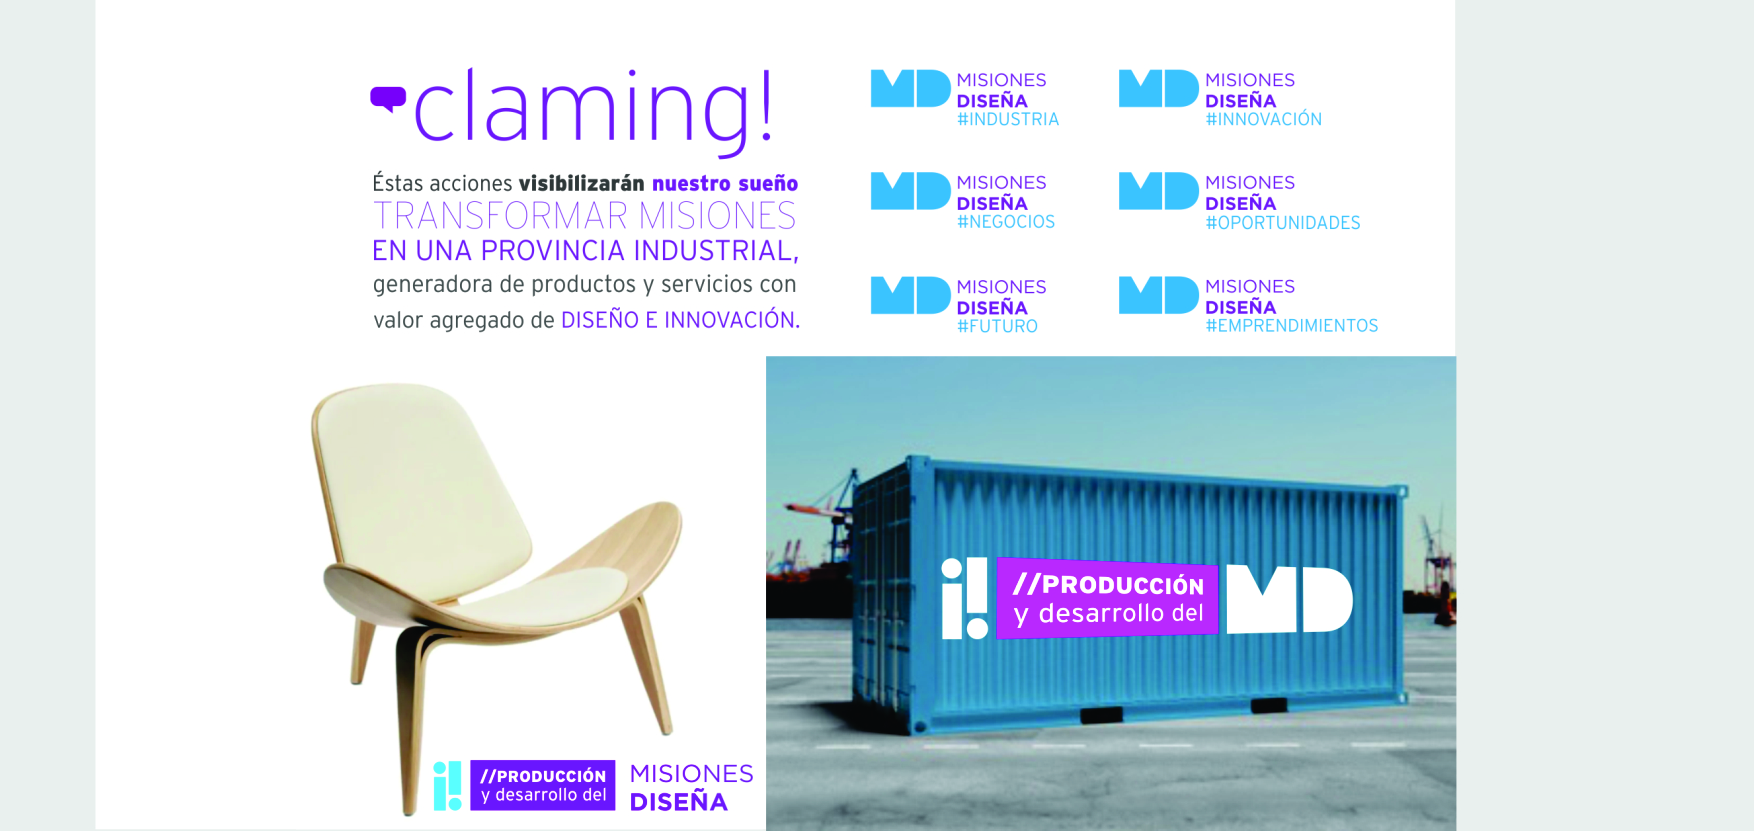 claming!
Éstas acciones visibilizarán nuestro sueño
TRANSFORMAR MISIONES
EN UNA PROVINCIA INDUSTRIAL,
generadora de productos y servicios con
valor agregado de DISEÑO E INNOVACIÓN.
MD MISIONES
DISEÑA
#INDUSTRIA
MD MISIONES
DISEÑA
#INNOVACIÓN
MD MISIONES
DISEÑA
#NEGOCIOS
MD MISIONES
DISEÑA
#OPORTUNIDADES
MD MISIONES
DISEÑA
#FUTURO
MD MISIONES
DISEÑA
#EMPRENDIMIENTOS
//PRODUCCIÓN
y desarrollo del
MISIONES
DISEÑA
//PRODUCCIÓN
y desarrollo del
MD